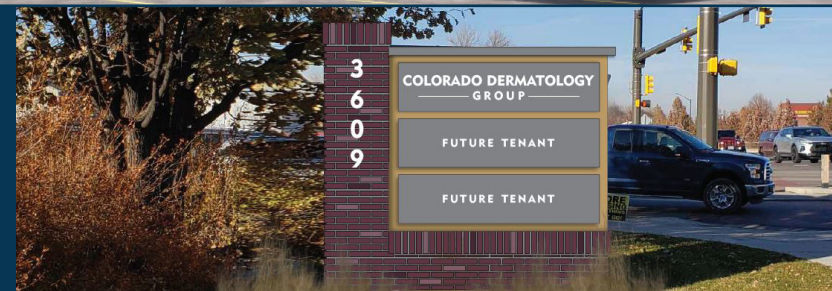 3
6
0
9
COLORADO DERMATOLOGY
GROUP
FUTURE TENANT
FUTURE TENANT